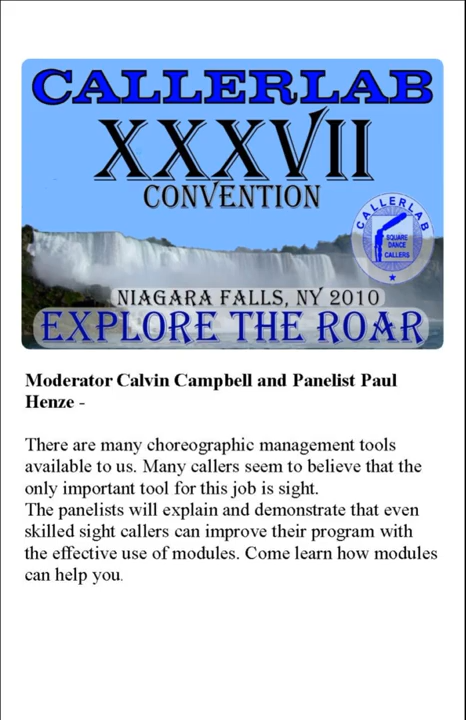 CALLERLAB
XXXVII
CONVENTION
CALLERLAB
SQUARE
DANCE
CALLERS
NIAGARA FALLS, NY 2010
EXPLORE THE ROAR
Moderator Calvin Campbell and Panelist Paul
Henze -
There are many choreographic management tools
available to us. Many callers seem to believe that the
only important tool for this job is sight.
The panelists will explain and demonstrate that even
skilled sight callers can improve their program with
the effective use of modules. Come learn how modules
can help you.